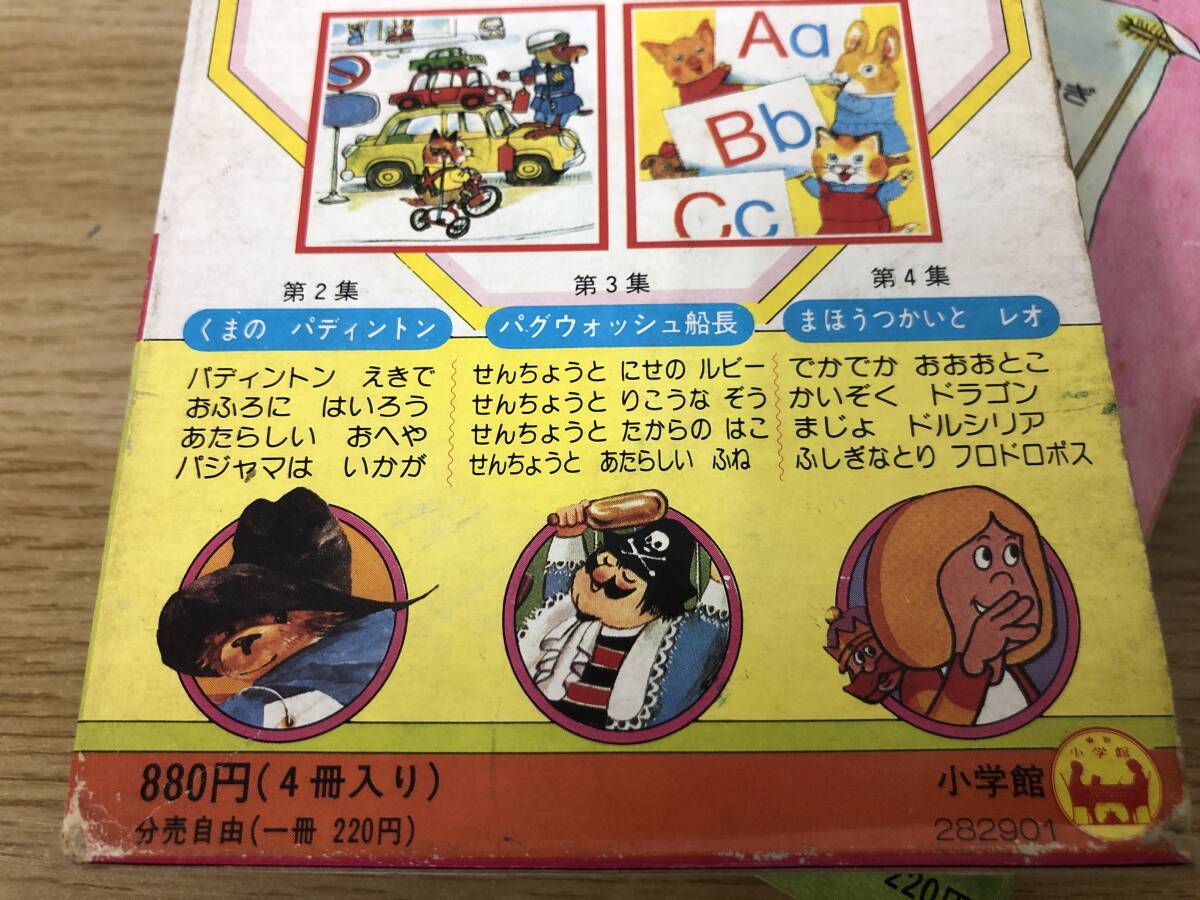 Aa
Bb
Cc
第2集
くまの パディントン
パディントン えきで
おふろに はいろう
あたらしい おへや
パジャマは いかが
第3集
パグウォッシュ船長
せんちょうと にせの ルビー
せんちょうと りこうな ぞう
せんちょうと たからの はこ
せんちょうと あたらしい ふね
第4集
まほうつかいと レオ
でかでか おおおとこ
かいぞく ドラゴン
まじょ ドルシリア
ふしぎなとり フロドロポス
880円(4冊入り)
分売自由(一冊 220円)
小学館
282901
小学館
220円